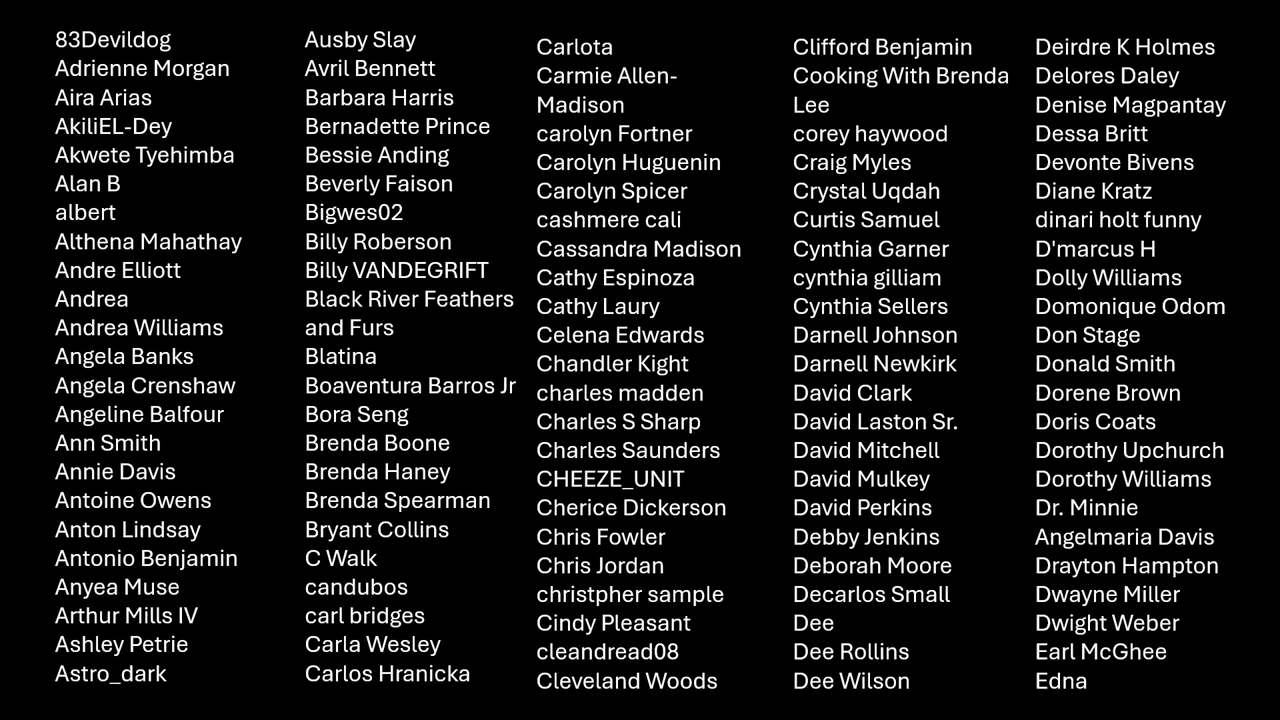 83Devildog
Adrienne Morgan
Aira Arias
AkiliEL-Dey
Akwete Tyehimba
Alan B
albert
Althena Mahathay
Andre Elliott
Andrea
Andrea Williams
Angela Banks
Angela Crenshaw
Angeline Balfour
Ann Smith
Annie Davis
Antoine Owens
Anton Lindsay
Antonio Benjamin
Anyea Muse
Arthur Mills IV
Ashley Petrie
Astro_dark
Ausby Slay
Avril Bennett
Barbara Harris
Bernadette Prince
Bessie Anding
Beverly Faison
Bigwes02
Billy Roberson
Billy VANDEGRIFT
Black River Feathers
and Furs
Blatina
Boaventura Barros Jr
Bora Seng
Brenda Boone
Brenda Haney
Brenda Spearman
Bryant Collins
C Walk
candubos
carl bridges
Carla Wesley
Carlos Hranicka
Carlota
Carmie Allen-
Madison
carolyn Fortner
Carolyn Huguenin
Carolyn Spicer
cashmere cali
Cassandra Madison
Cathy Espinoza
Cathy Laury
Celena Edwards
Chandler Kight
charles madden
Charles S Sharp
Charles Saunders
CHEEZE_UNIT
Cherice Dickerson
Chris Fowler
Chris Jordan
christpher sample
Cindy Pleasant
cleandread08
Cleveland Woods
Clifford Benjamin
Cooking With Brenda
Lee
corey haywood
Craig Myles
Crystal Uqdah
Curtis Samuel
Cynthia Garner
cynthia gilliam
Cynthia Sellers
Darnell Johnson
Darnell Newkirk
David Clark
David Laston Sr.
David Mitchell
David Mulkey
David Perkins
Debby Jenkins
Deborah Moore
Decarlos Small
Dee
Dee Rollins
Dee Wilson
Deirdre K Holmes
Delores Daley
Denise Magpantay
Dessa Britt
Devonte Bivens
Diane Kratz
dinari holt funny
D'marcus H
Dolly Williams
Domonique Odom
Don Stage
Donald Smith
Dorene Brown
Doris Coats
Dorothy Upchurch
Dorothy Williams
Dr. Minnie
Angelmaria Davis
Drayton Hampton
Dwayne Miller
Dwight Weber
Earl McGhee
Edna